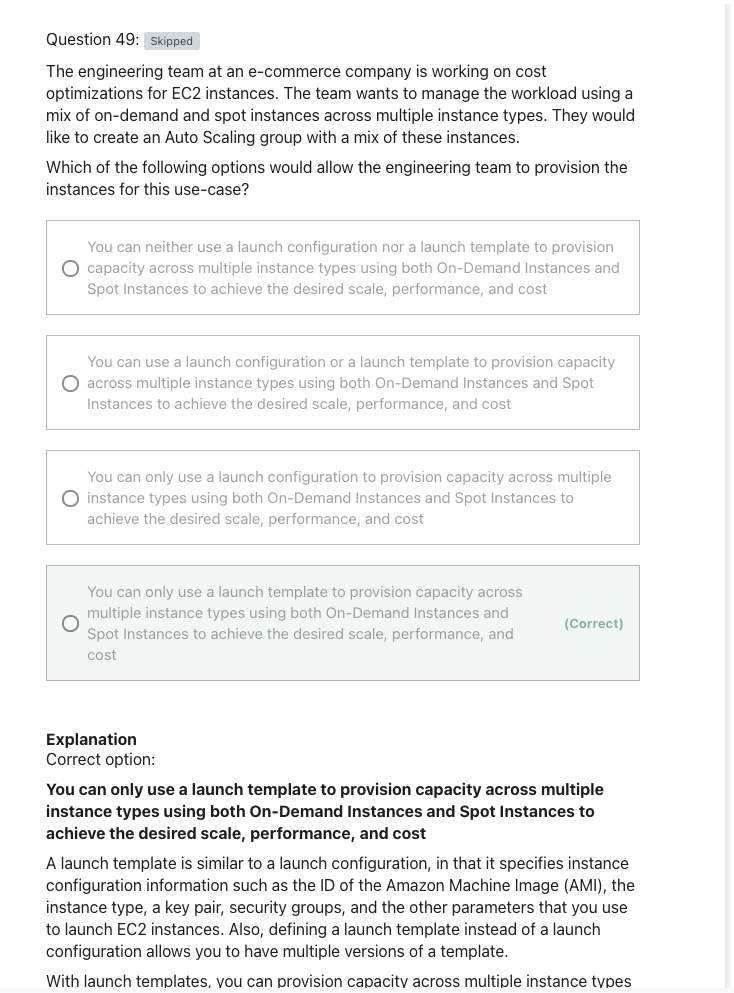 Question 49: Skipped
The engineering team at an e-commerce company is working on cost
optimizations for EC2 instances. The team wants to manage the workload using a
mix of on-demand and spot instances across multiple instance types. They would
like to create an Auto Scaling group with a mix of these instances.
Which of the following options would allow the engineering team to provision the
instances for this use-case?
You can neither use a launch configuration nor a launch template to provision
capacity across multiple instance types using both On-Demand Instances and
Spot Instances to achieve the desired scale, performance, and cost
You can use a launch configuration or a launch template to provision capacity
across multiple instance types using both On-Demand Instances and Spot
Instances to achieve the desired scale, performance, and cost
You can only use a launch configuration to provision capacity across multiple
instance types using both On-Demand Instances and Spot Instances to
achieve the desired scale, performance, and cost
You can only use a launch template to provision capacity across
multiple instance types using both On-Demand Instances and
Spot Instances to achieve the desired scale, performance, and
cost
(Correct)
Explanation
Correct option:
You can only use a launch template to provision capacity across multiple
instance types using both On-Demand Instances and Spot Instances to
achieve the desired scale, performance, and cost
A launch template is similar to a launch configuration, in that it specifies instance
configuration information such as the ID of the Amazon Machine Image (AMI), the
instance type, a key pair, security groups, and the other parameters that you use
to launch EC2 instances. Also, defining a launch template instead of a launch
configuration allows you to have multiple versions of a template.
With launch templates, you can provision capacity across multiple instance types